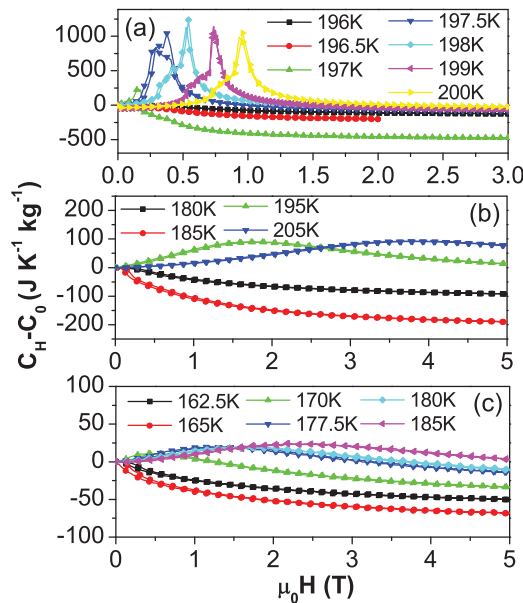 (a)
196K
196.5K
197K
197.5K
198K
199K
200K
1000
500
0
-500
0.0 0.5 1.0 2.0 2.5 3.0
(b)
180K
185K
195K
205K
200
100
0
-100
-200
0 1 2 3 4 5
(c)
162.5K
165K
170K
177.5K
180K
185K
100
50
25
0
-50
-100
0 1 2 3 4 5
C_H-C_0 (J K⁻¹ kg⁻¹)
μ₀H (T)